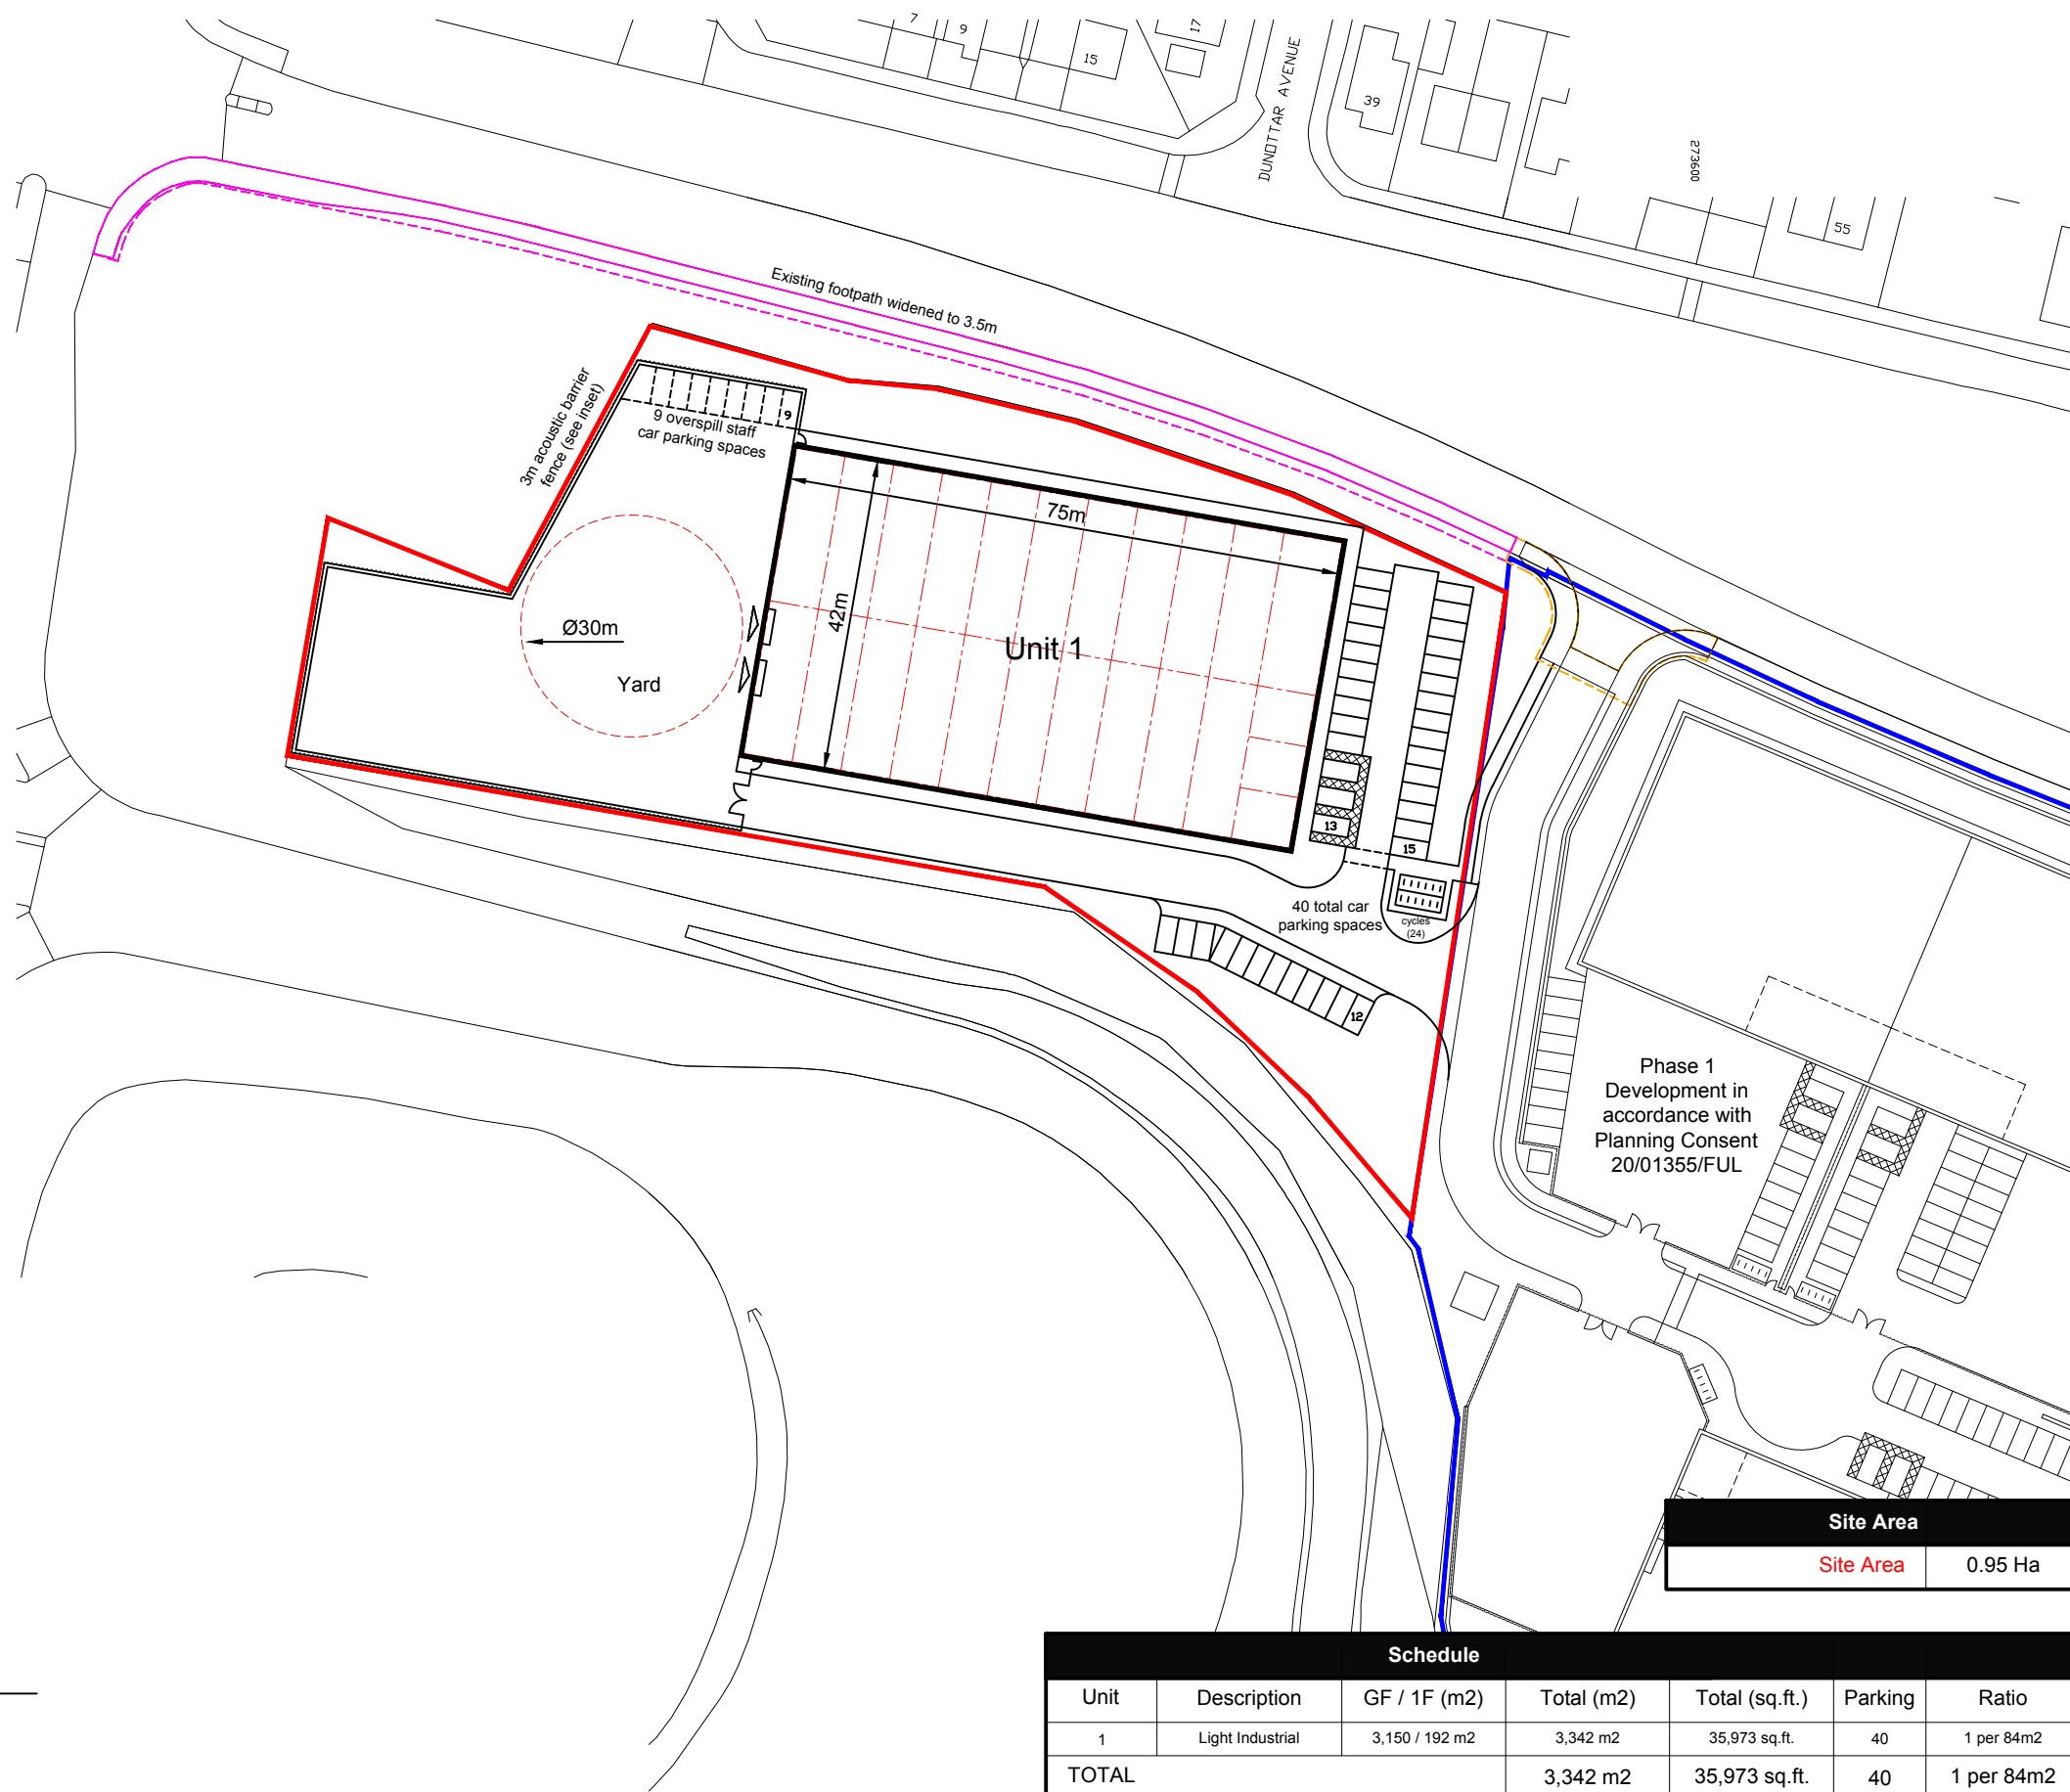 7
9
15
17
DUNOTTAR AVENUE
39
273600
55
Existing footpath widened to 3.5m
3m acoustic barrier
fence (see inset)
9
9 overspill staff
car parking spaces
75m
42m
Ø30m
Unit 1
Yard
13
15
40 total car
parking spaces
cycles
(24)
12
Phase 1
Development in
accordance with
Planning Consent
20/01355/FUL
Site Area
Site Area 0.95 Ha
Schedule
Unit Description GF / 1F (m2) Total (m2) Total (sq.ft.) Parking Ratio
1 Light Industrial 3,150 / 192 m2 3,342 m2 35,973 sq.ft. 40 1 per 84m2
TOTAL 3,342 m2 35,973 sq.ft. 40 1 per 84m2